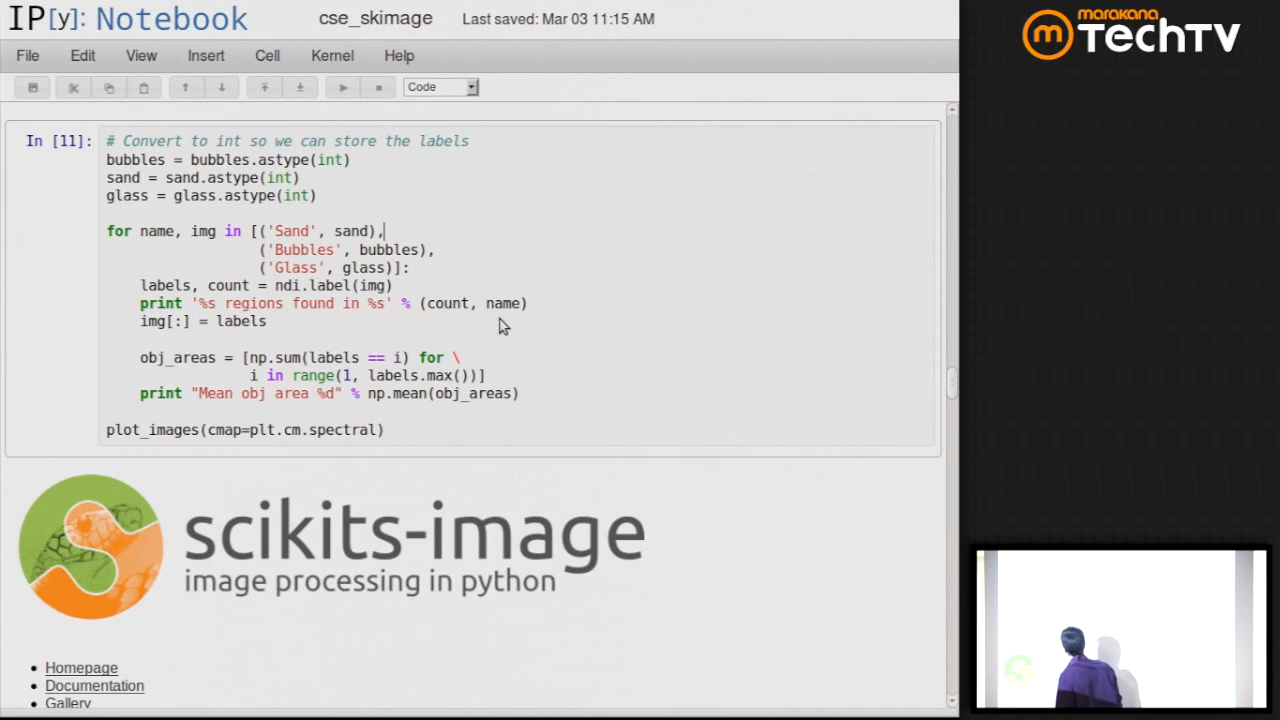 IP[y]: Notebook
cse_skimage
Last saved: Mar 03 11:15 AM
File Edit View Insert Cell Kernel Help
Code
In [11]:
# Convert to int so we can store the labels
bubbles = bubbles.astype(int)
sand = sand.astype(int)
glass = glass.astype(int)
for name, img in [('Sand', sand),
('Bubbles', bubbles),
('Glass', glass)]:
labels, count = ndi.label(img)
print '%s regions found in %s' % (count, name)
img[:] = labels
obj_areas = [np.sum(labels == i) for \
i in range(1, labels.max())]
print "Mean obj area %d" % np.mean(obj_areas)
plot_images(cmap=plt.cm.spectral)
scikits-image
image processing in python
Homepage
Documentation
Gallery
m
marakana
TechTV